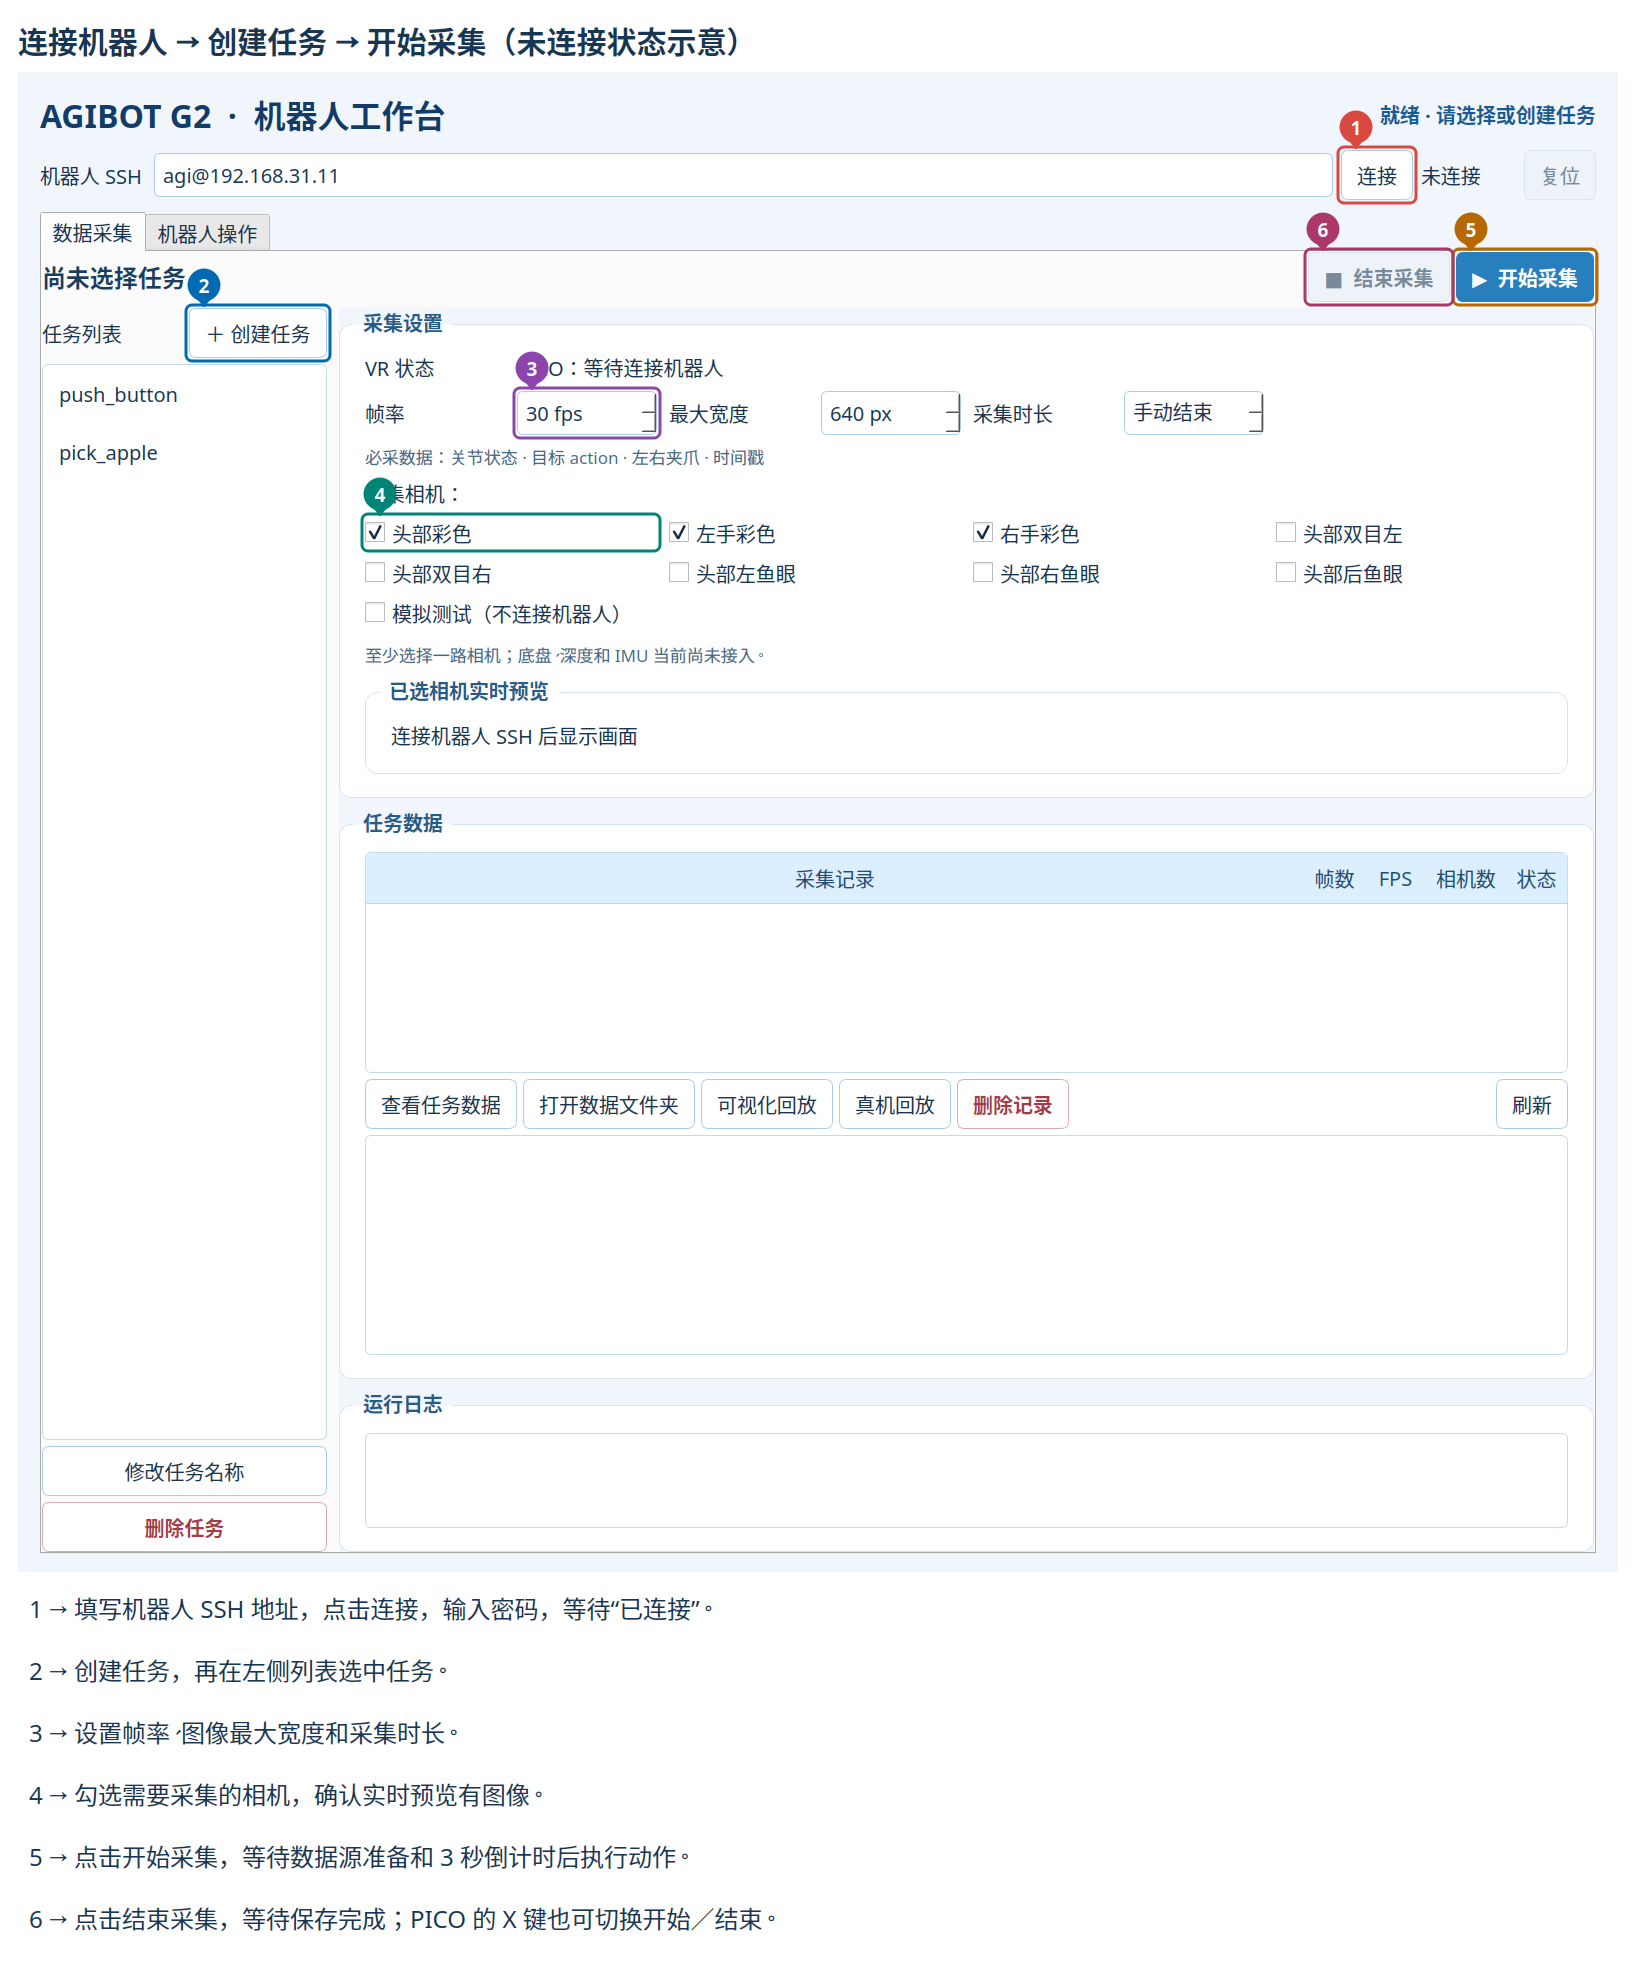 连接机器人 → 创建任务 → 开始采集（未连接状态示意）
AGIBOT G2 · 机器人工作台
就绪 · 请选择或创建任务
1
机器人 SSH
agi@192.168.31.11
连接
未连接
复位
数据采集
机器人操作
6
5
尚未选择任务
2
■ 结束采集
▶ 开始采集
任务列表
＋ 创建任务
push_button
pick_apple
修改任务名称
删除任务
采集设置
VR 状态
3
O：等待连接机器人
帧率
30 fps
最大宽度
640 px
采集时长
手动结束
必采数据：关节状态 · 目标 action · 左右夹爪 · 时间戳
4
集相机：
头部彩色
左手彩色
右手彩色
头部双目左
头部双目右
头部左鱼眼
头部右鱼眼
头部后鱼眼
模拟测试（不连接机器人）
至少选择一路相机；底盘、深度和 IMU 当前尚未接入。
已选相机实时预览
连接机器人 SSH 后显示画面
任务数据
采集记录
帧数
FPS
相机数
状态
查看任务数据
打开数据文件夹
可视化回放
真机回放
删除记录
刷新
运行日志
1 → 填写机器人 SSH 地址，点击连接，输入密码，等待“已连接”。
2 → 创建任务，再在左侧列表选中任务。
3 → 设置帧率、图像最大宽度和采集时长。
4 → 勾选需要采集的相机，确认实时预览有图像。
5 → 点击开始采集，等待数据源准备和 3 秒倒计时后执行动作。
6 → 点击结束采集，等待保存完成；PICO 的 X 键也可切换开始／结束。